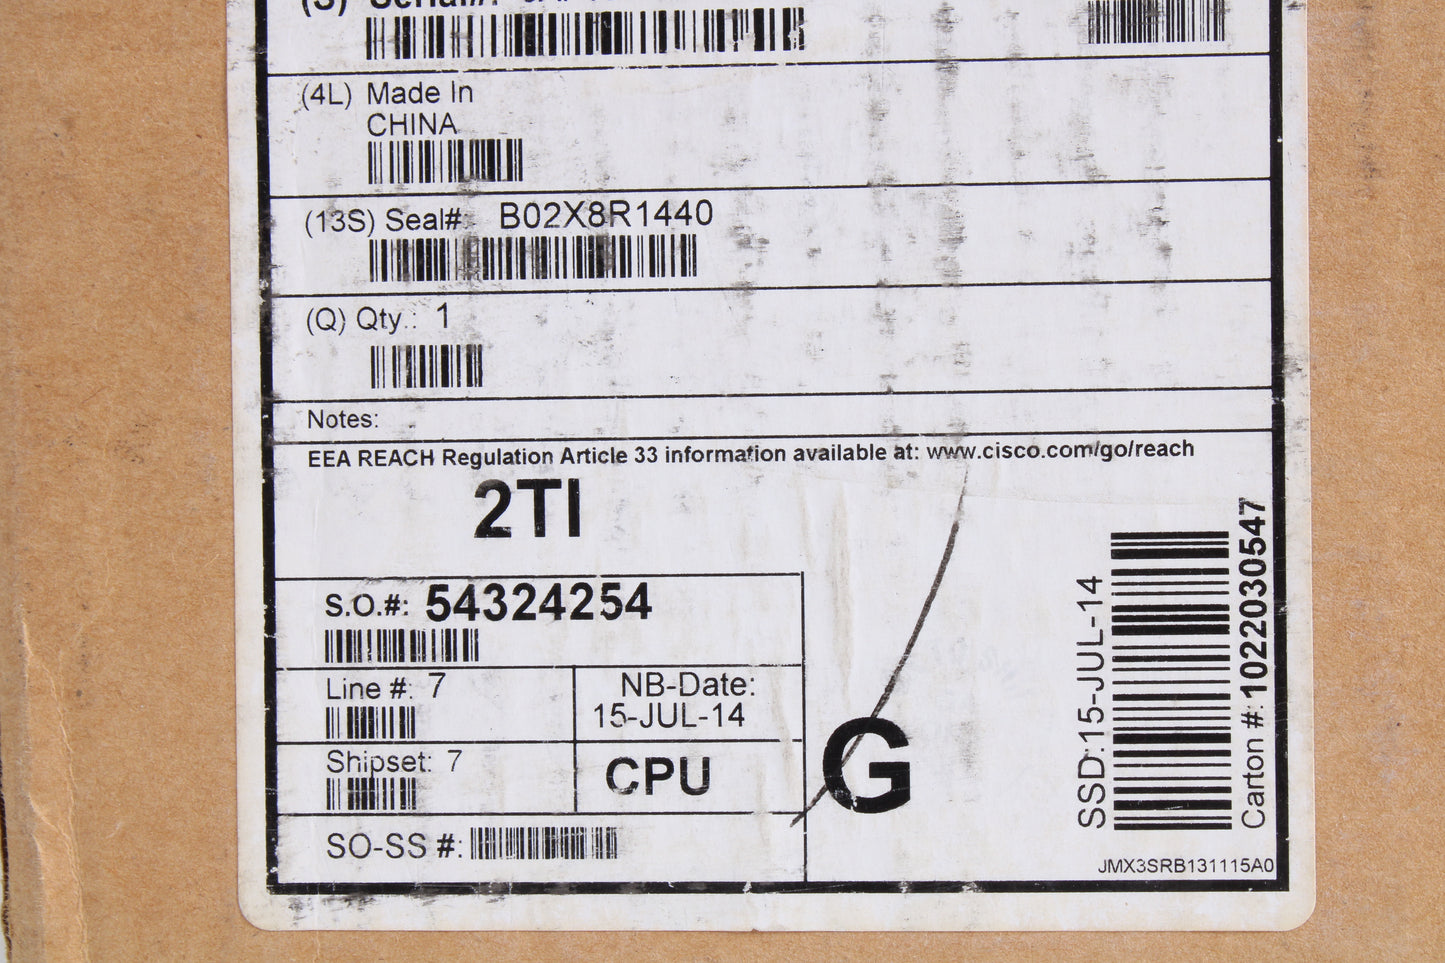 (S) Serial#:
(4L) Made In
CHINA
(13S) Seal#: B02X8R1440
(Q) Qty.: 1
Notes:
EEA REACH Regulation Article 33 information available at: www.cisco.com/go/reach
2TI
S.O.#: 54324254
Line #: 7
NB-Date:
15-JUL-14
Shipset: 7
CPU
G
SO-SS #:
SSD:15-JUL-14
Carton #: 1022030547
JMX3SRB131115A0